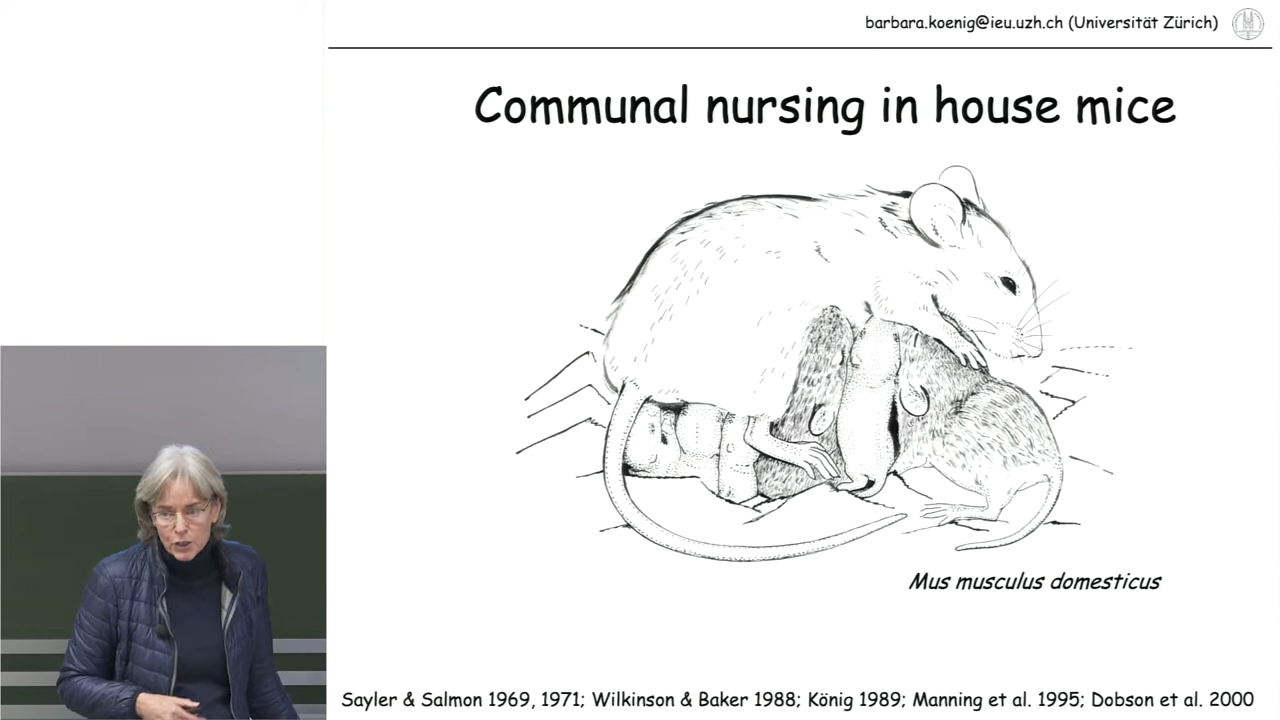 barbara.koenig@ieu.uzh.ch (Universität Zürich)
Communal nursing in house mice
Mus musculus domesticus
Sayler & Salmon 1969, 1971; Wilkinson & Baker 1988; König 1989; Manning et al. 1995; Dobson et al. 2000